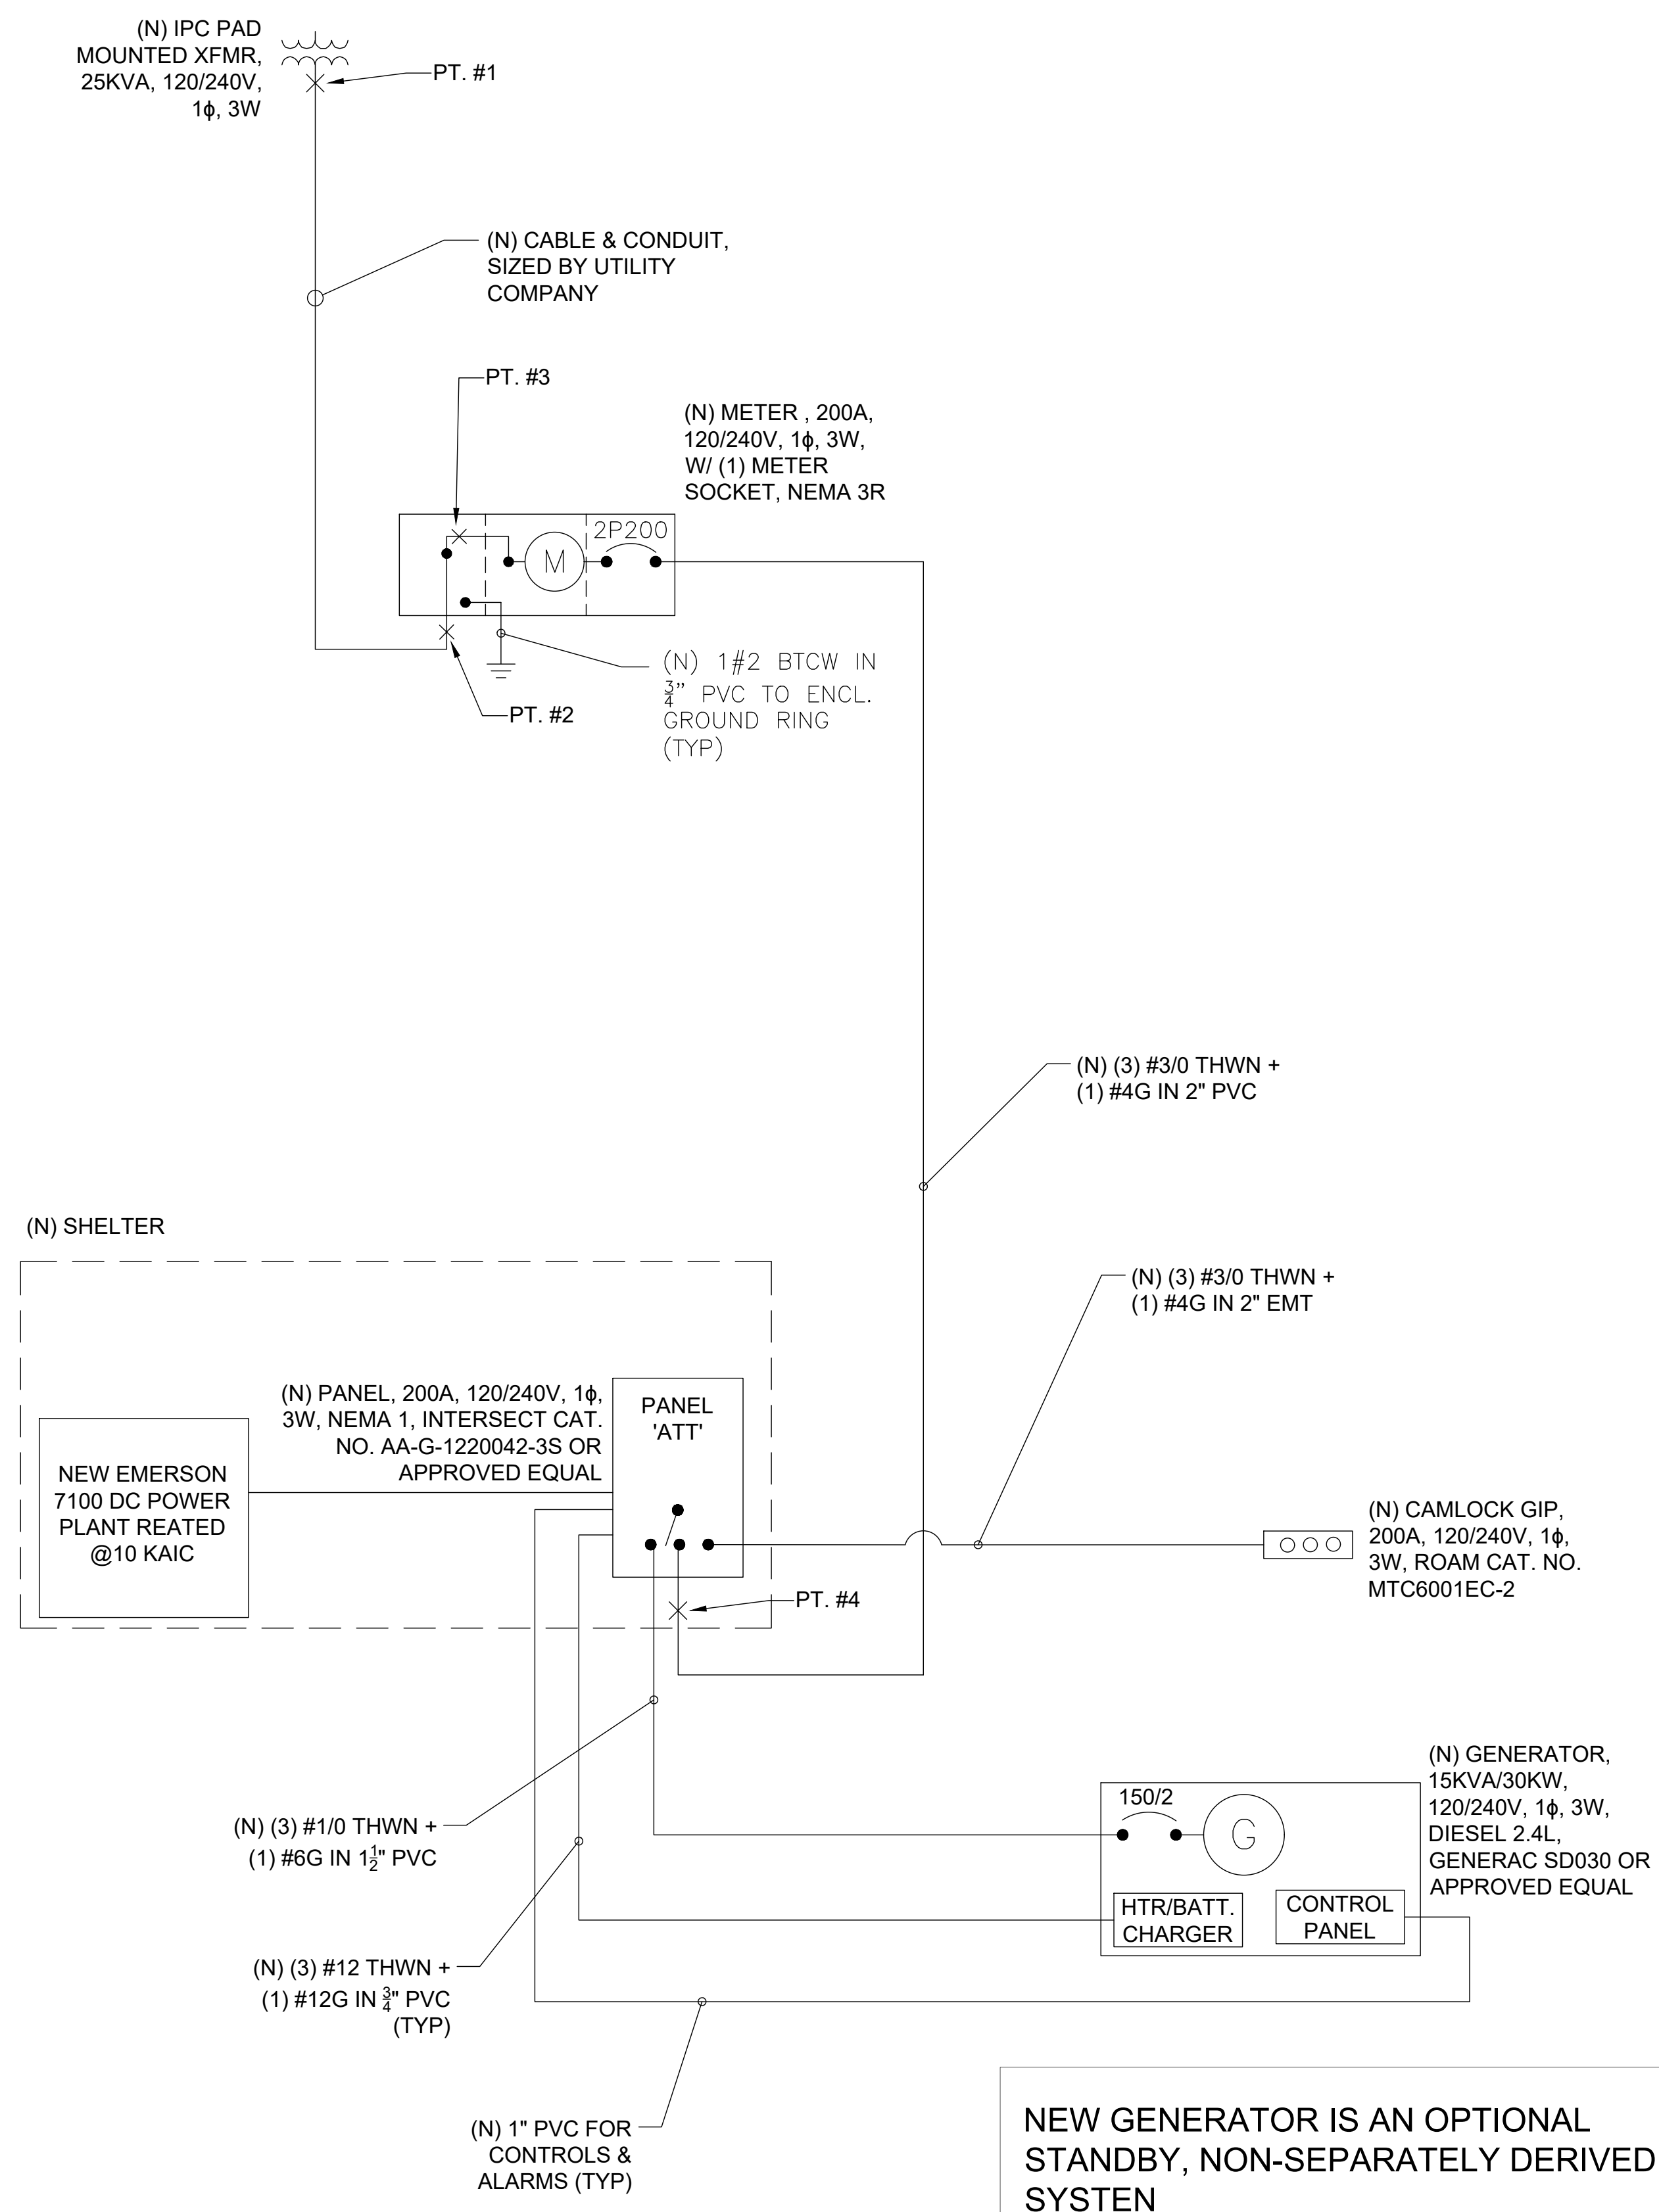 (N) IPC PAD
MOUNTED XFMR,
25KVA, 120/240V,
1ϕ, 3W
PT. #1
(N) CABLE & CONDUIT,
SIZED BY UTILITY
COMPANY
PT. #3
(N) METER , 200A,
120/240V, 1ϕ, 3W,
W/ (1) METER
SOCKET, NEMA 3R
2P200
M
(N) 1#2 BTCW IN
3/4” PVC TO ENCL.
GROUND RING
(TYP)
PT. #2
(N) (3) #3/0 THWN +
(1) #4G IN 2" PVC
(N) SHELTER
(N) (3) #3/0 THWN +
(1) #4G IN 2" EMT
(N) PANEL, 200A, 120/240V, 1ϕ,
3W, NEMA 1, INTERSECT CAT.
NO. AA-G-1220042-3S OR
APPROVED EQUAL
PANEL
'ATT'
NEW EMERSON
7100 DC POWER
PLANT REATED
@10 KAIC
(N) CAMLOCK GIP,
200A, 120/240V, 1ϕ,
3W, ROAM CAT. NO.
MTC6001EC-2
PT. #4
(N) GENERATOR,
15KVA/30KW,
120/240V, 1ϕ, 3W,
DIESEL 2.4L,
GENERAC SD030 OR
APPROVED EQUAL
150/2
G
HTR/BATT.
CHARGER
CONTROL
PANEL
(N) (3) #1/0 THWN +
(1) #6G IN 1 1/2" PVC
(N) (3) #12 THWN +
(1) #12G IN 3/4" PVC
(TYP)
(N) 1" PVC FOR
CONTROLS &
ALARMS (TYP)
NEW GENERATOR IS AN OPTIONAL
STANDBY, NON-SEPARATELY DERIVED
SYSTEN